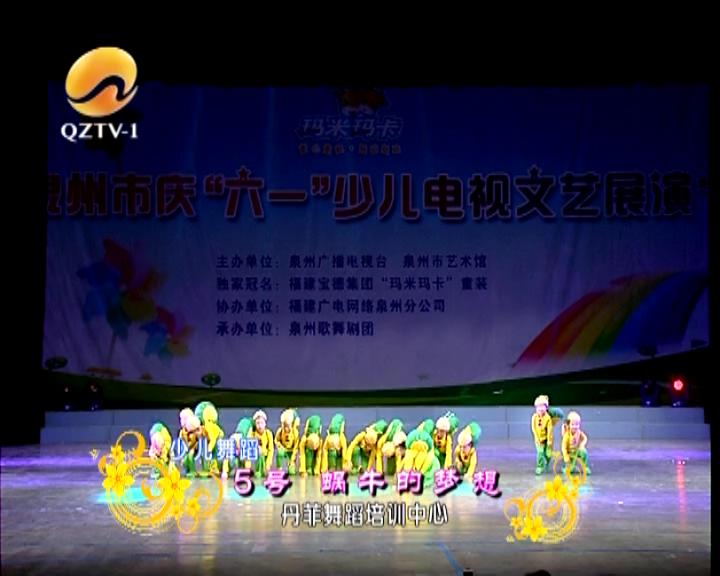 QZTV-1
玛米玛卡
泉州市庆“六一”少儿电视文艺展演
主办单位：泉州广播电视台 泉州市艺术馆
独家冠名：福建宝德集团“玛米玛卡”童装
协办单位：福建广电网络泉州分公司
承办单位：泉州歌舞剧团
少儿舞蹈
5号 蜗牛的梦想
丹菲舞蹈培训中心